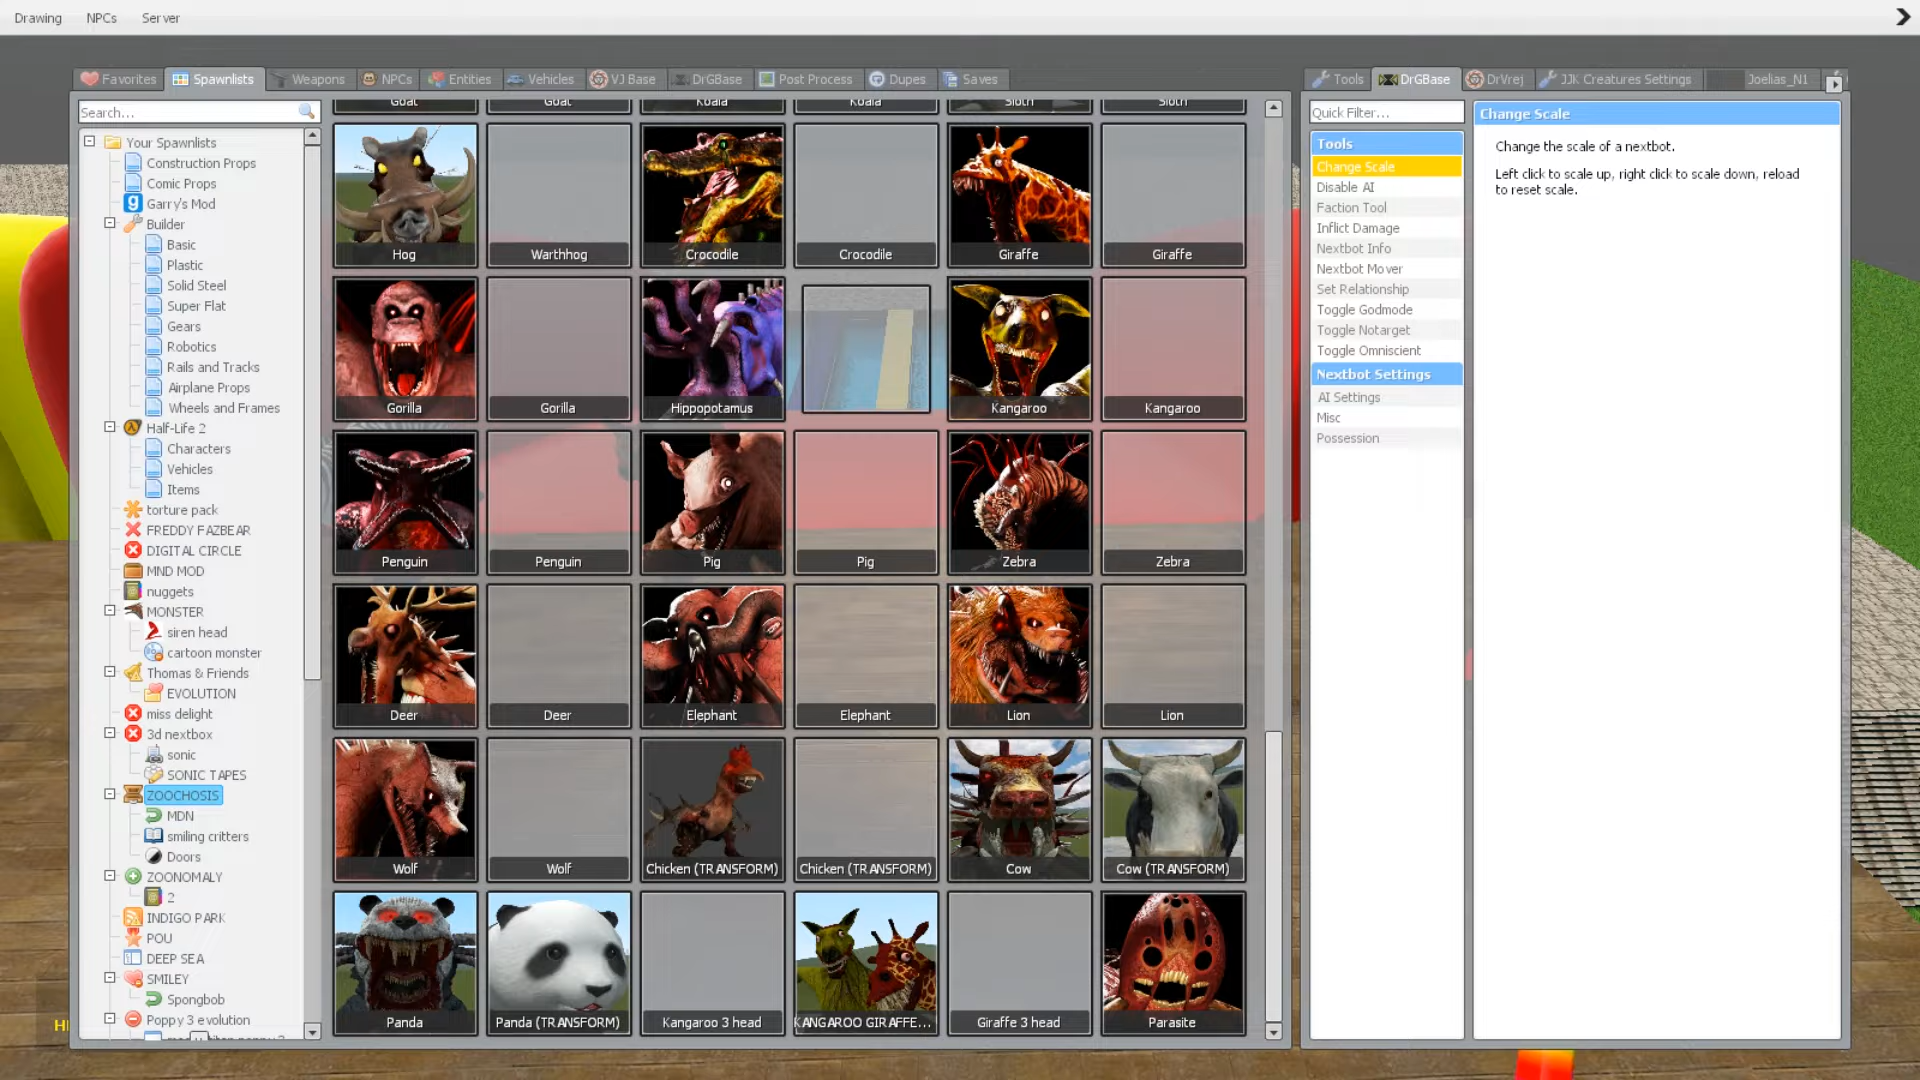 Drawing NPCs Server
Favorites Spawnlists Weapons NPCs Entities Vehicles VJ Base DrGBase Post Process Dupes Saves
Search...
Your Spawnlists
Construction Props
Comic Props
Garry's Mod
Builder
Basic
Plastic
Solid Steel
Super Flat
Gears
Robotics
Rails and Tracks
Airplane Props
Wheels and Frames
Half-Life 2
Characters
Vehicles
Items
torture pack
FREDDY FAZBEAR
DIGITAL CIRCLE
MND MOD
nuggets
MONSTER
siren head
cartoon monster
Thomas & Friends
EVOLUTION
miss delight
3d nextbox
sonic
SONIC TAPES
ZOOCHOSIS
MDN
smiling critters
Doors
ZOONOMALY
2
INDIGO PARK
POU
DEEP SEA
SMILEY
Spongbob
Poppy 3 evolution
Goat Goat Koala Koala Sloth Sloth
Hog Warthhog Crocodile Crocodile Giraffe Giraffe
Gorilla Gorilla Hippopotamus Kangaroo Kangaroo
Penguin Penguin Pig Pig Zebra Zebra
Deer Deer Elephant Elephant Lion Lion
Wolf Wolf Chicken (TRANSFORM) Chicken (TRANSFORM) Cow Cow (TRANSFORM)
Panda Panda (TRANSFORM) Kangaroo 3 head KANGAROO GIRAFFE... Giraffe 3 head Parasite
Tools DrGBase DrVrej JJK Creatures Settings Joelias_N1
Quick Filter...
Tools
Change Scale
Disable AI
Faction Tool
Inflict Damage
Nextbot Info
Nextbot Mover
Set Relationship
Toggle Godmode
Toggle Notarget
Toggle Omniscient
Nextbot Settings
AI Settings
Misc
Possession
Change Scale
Change the scale of a nextbot.
Left click to scale up, right click to scale down, reload
to reset scale.